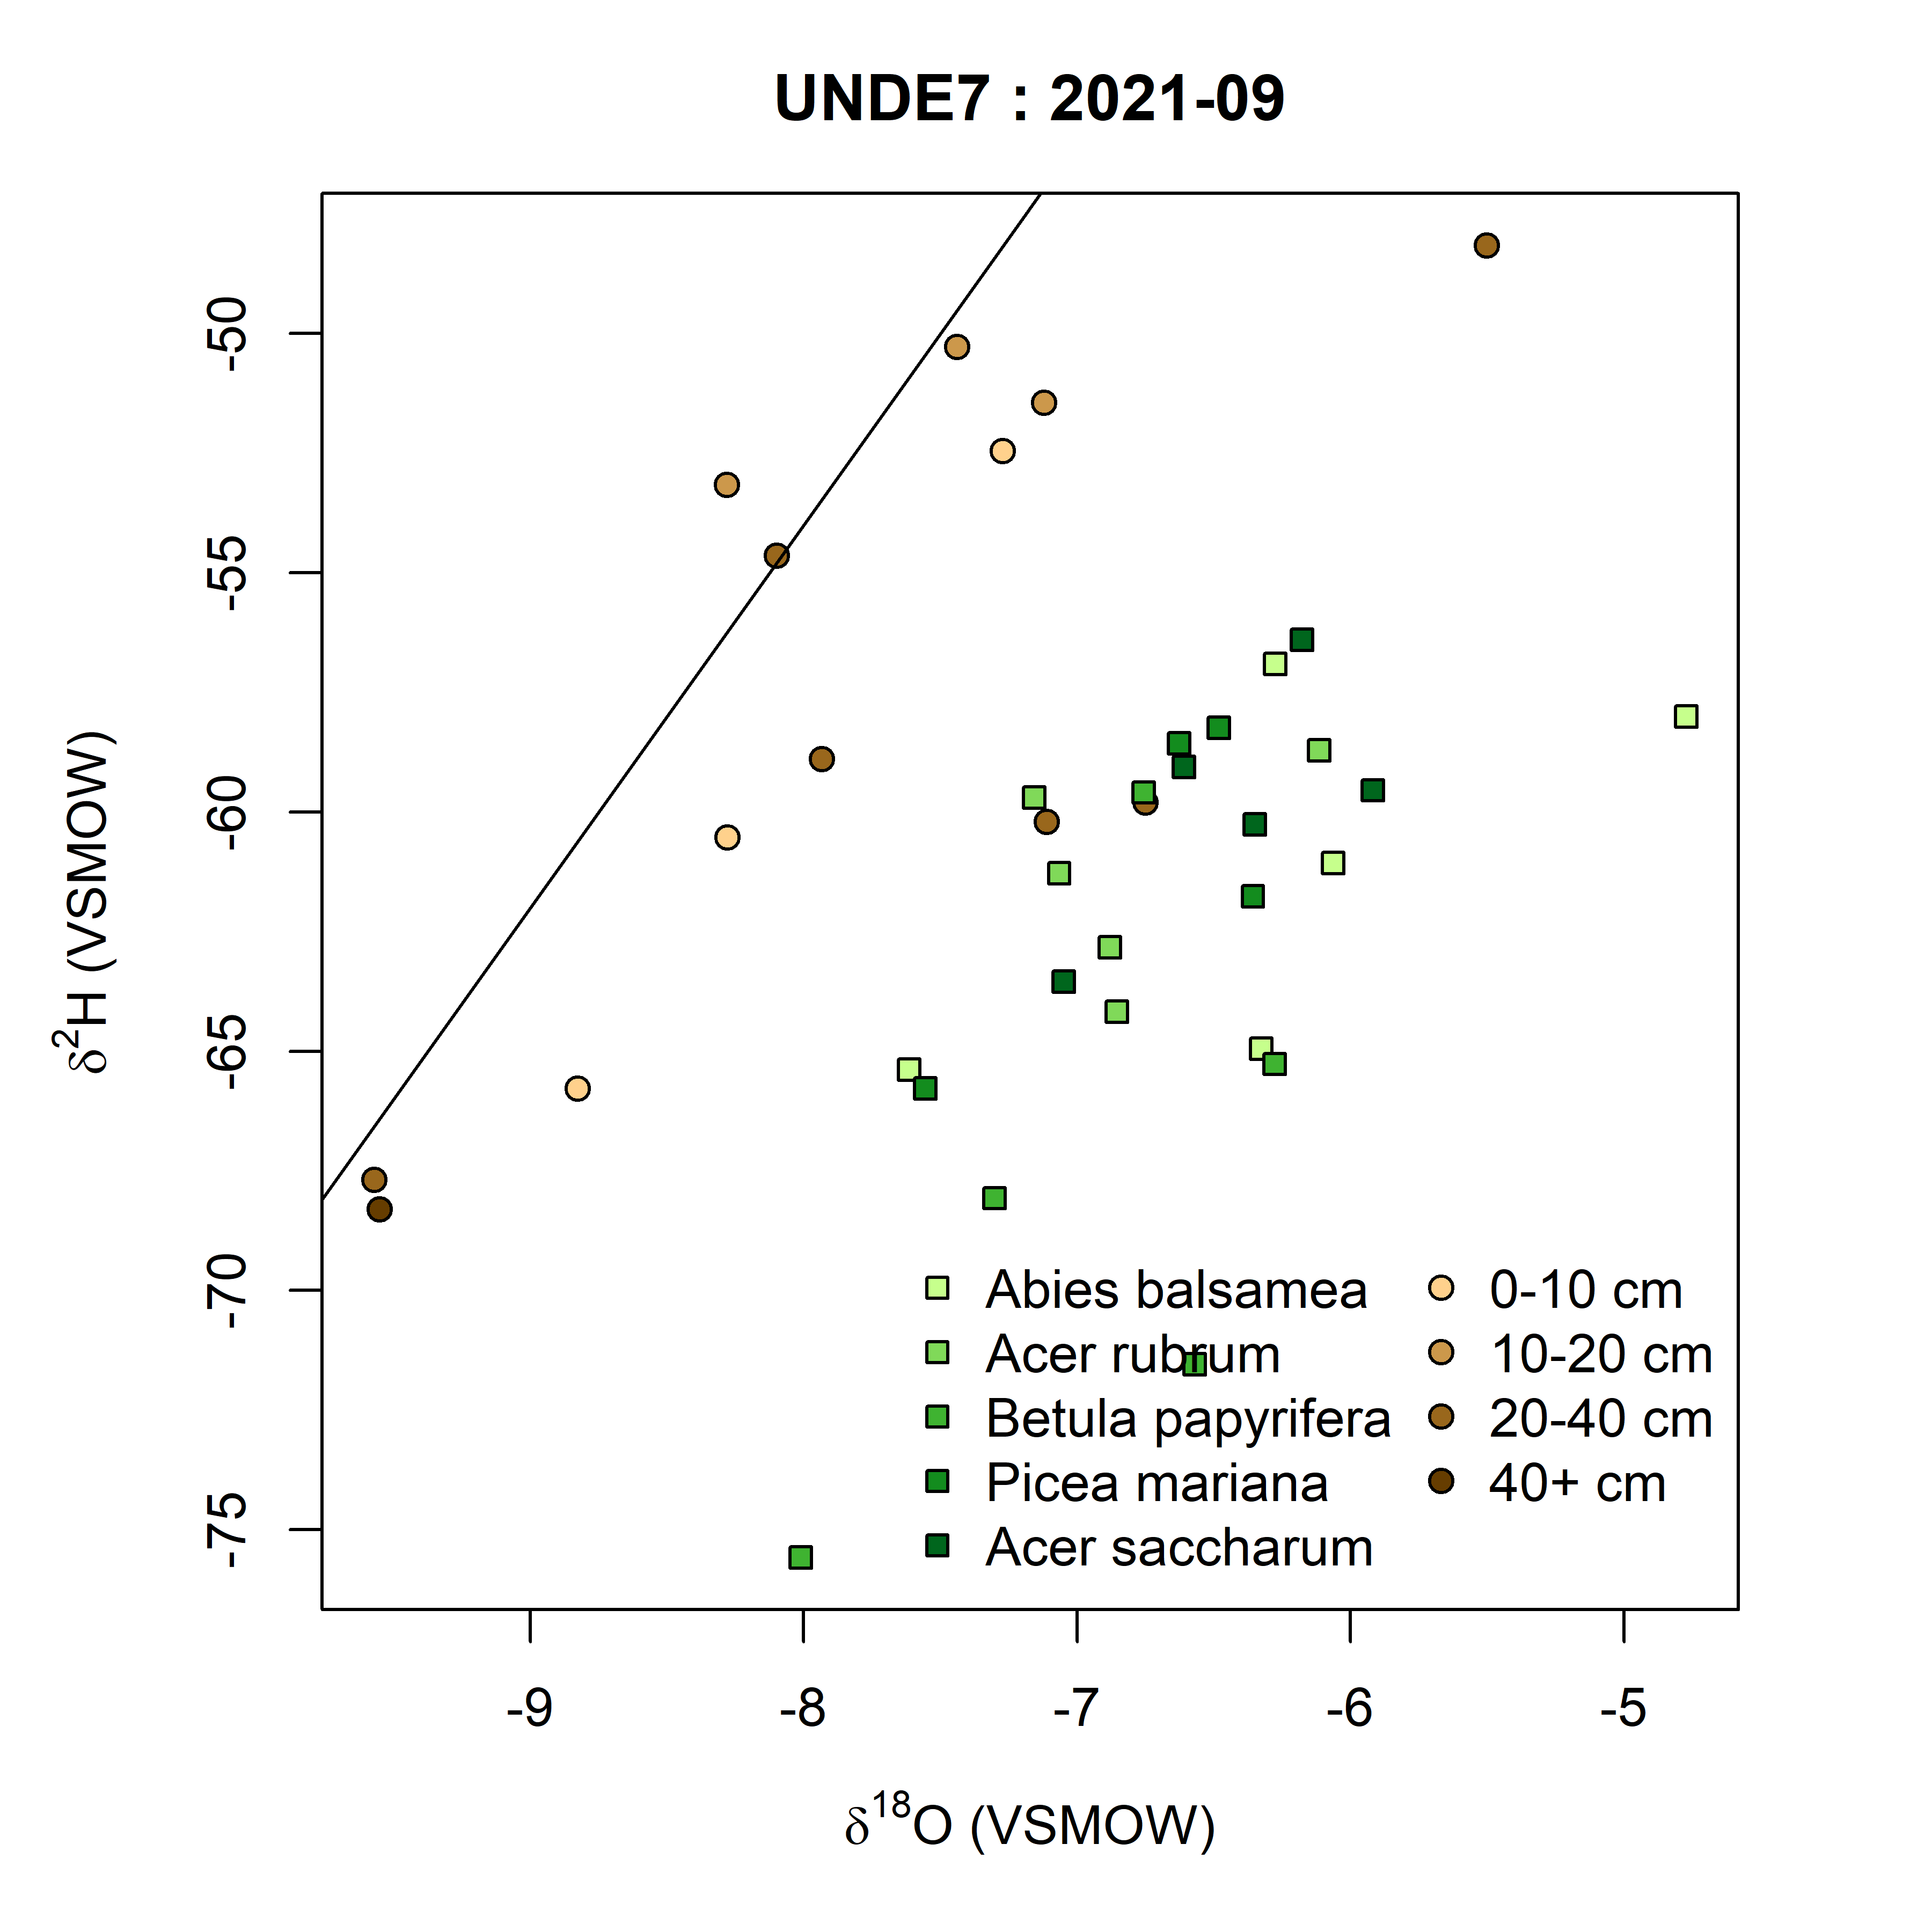 UNDE7 : 2021-09
δ²H (VSMOW)
-50
-55
-60
-65
-70
-75
Abies balsamea
Acer rubrum
Betula papyrifera
Picea mariana
Acer saccharum
0-10 cm
10-20 cm
20-40 cm
40+ cm
-9 -8 -7 -6 -5
δ¹⁸O (VSMOW)